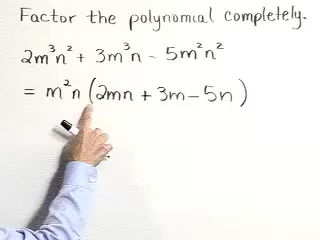 Factor the polynomial completely.
2m³n² + 3m³n - 5m²n²
= m²n(2mn + 3m - 5n)